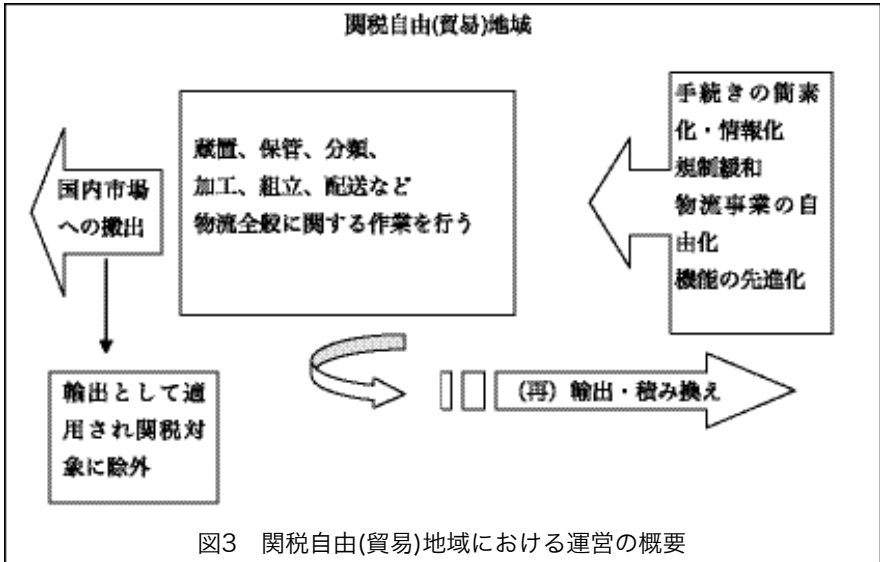 関税自由(貿易)地域
国内市場
への搬出
蔵置、保管、分類、
加工、組立、配送など
物流全般に関する作業を行う
手続きの簡素
化・情報化
規制緩和
物流事業の自
由化
機能の先進化
輸出として適
用され関税対
象に除外
(再)輸出・積み換え
図3 関税自由(貿易)地域における運営の概要